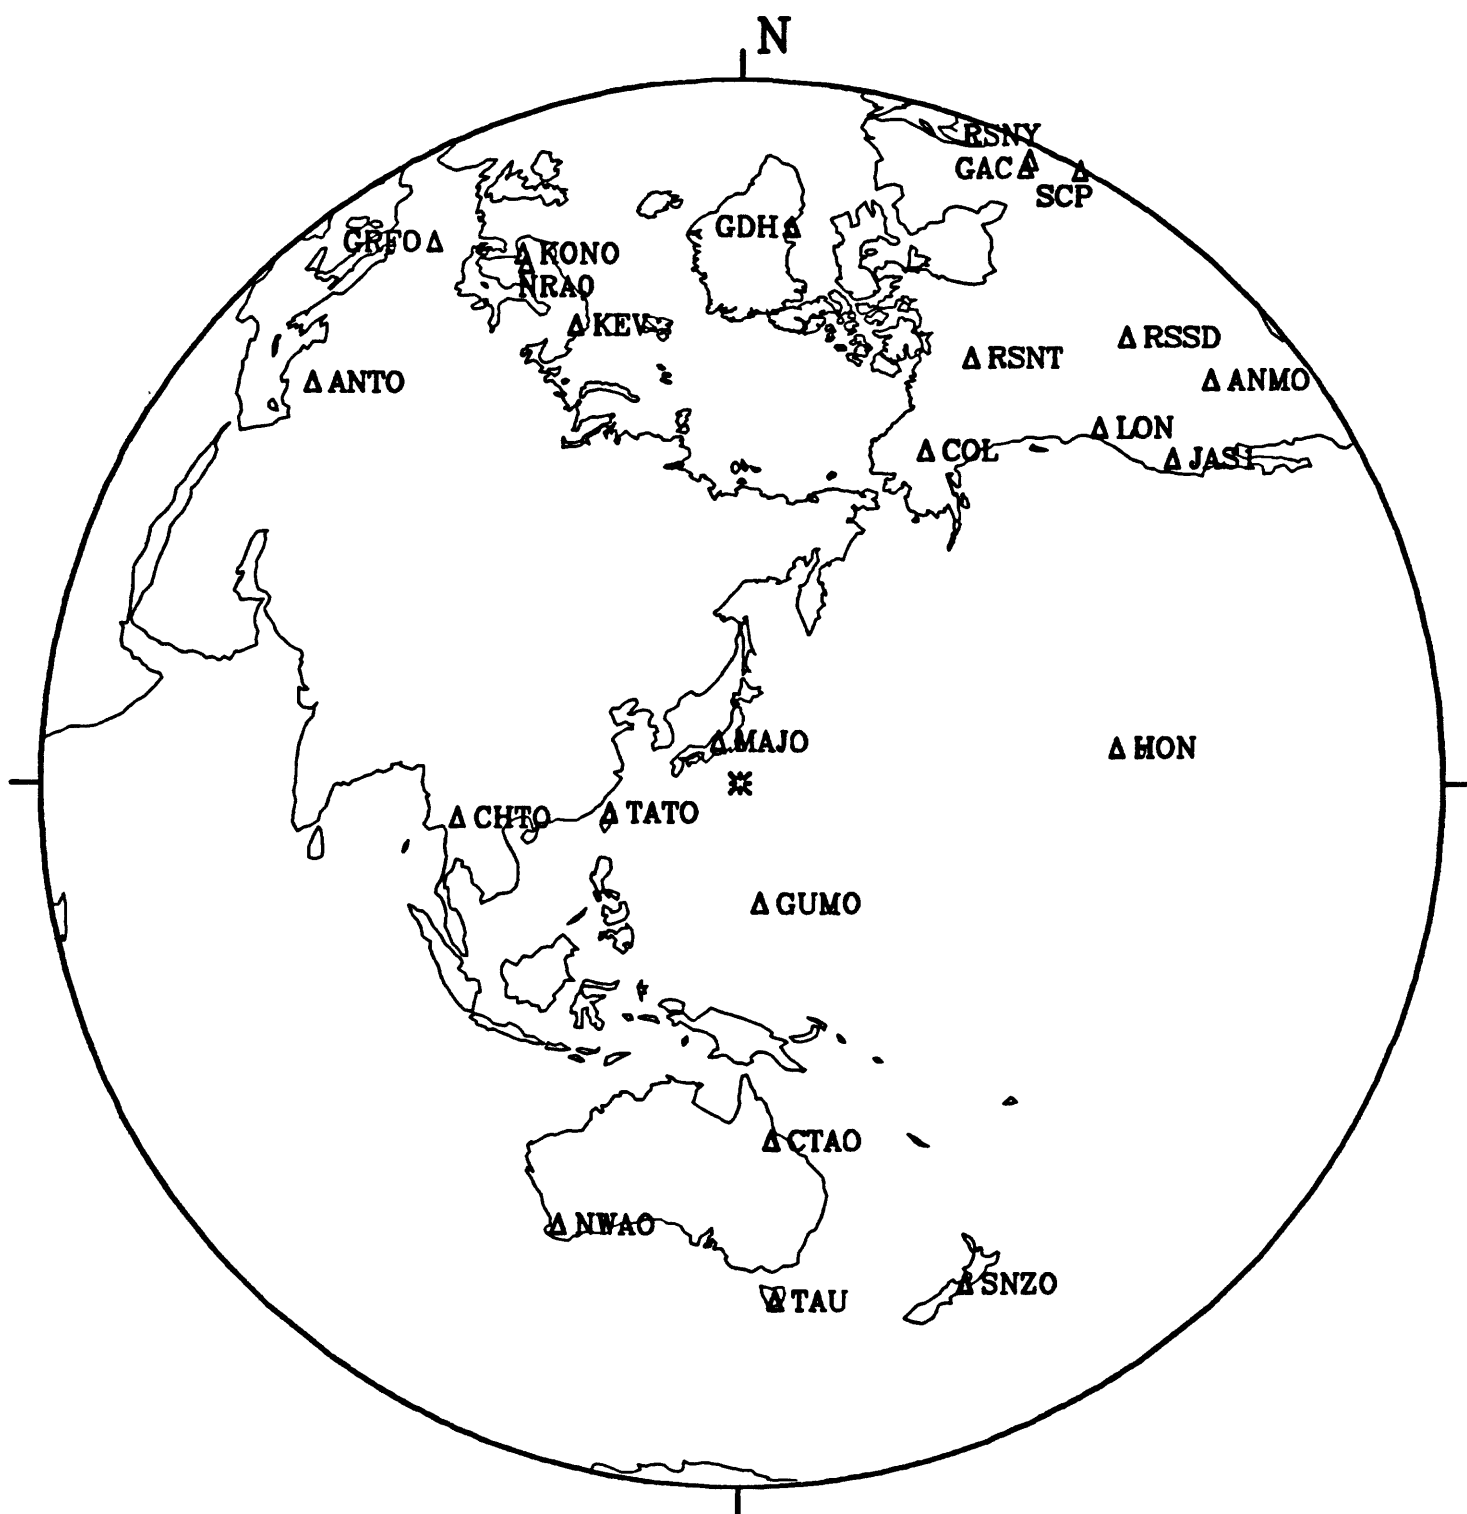 N
RSNY
GAC
SCP
GDH
GRFO
KONO
NRAO
KEV
RSSD
RSNT
ANMO
ANTO
LON
COL
JAS1
MAJO
HON
CHTO
TATO
GUMO
CTAO
NWAO
SNZO
TAU